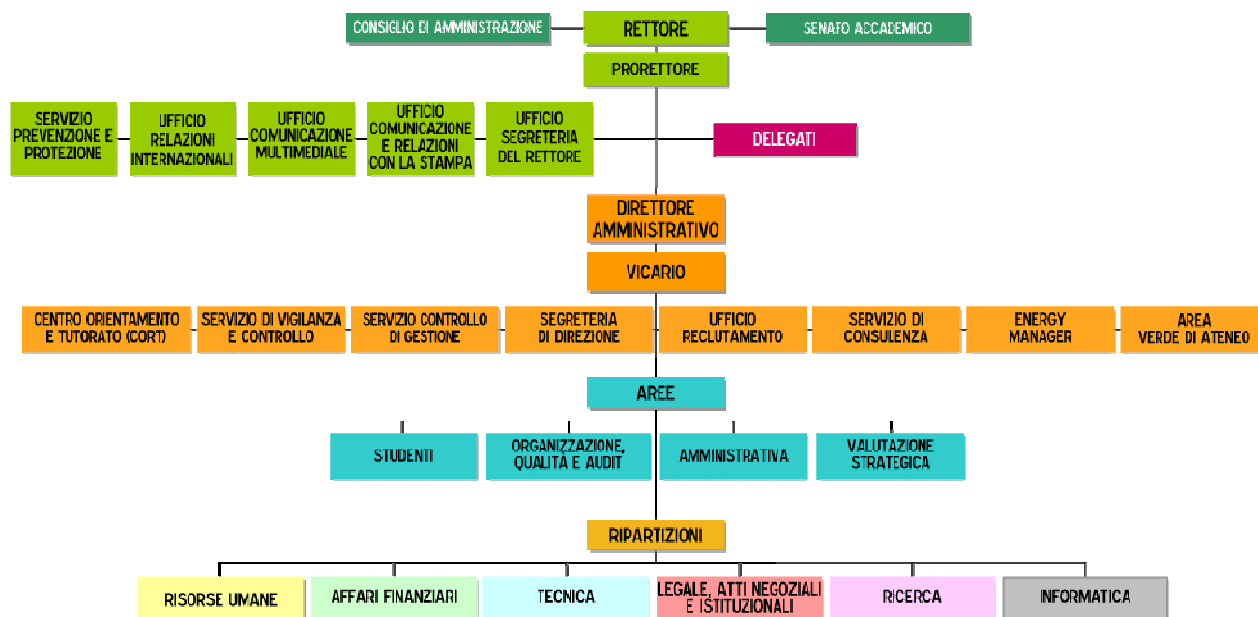 CONSIGLIO DI AMMINISTRAZIONE
RETTORE
SENAFO ACCADEMICO
PRORETTORE
SERVIZIO
PREVENZIONE E
PROTEZIONE
UFFICIO
RELAZIONI
INTERNAZIONALI
UFFICIO
COMUNICAZIONE
MULTIMEDIALE
UFFICIO
COMUNICAZIONE
E RELAZIONI
CON LA STAMPA
UFFICIO
SEGRETERIA
DEL RETTORE
DELEGATI
DIRETTORE
AMMINISTRATIVO
VICARIO
CENTRO ORIENTAMENTO
E TUTORATO (CORT)
SERVIZIO DI VIGILANZA
E CONTROLLO
SERVIZIO CONTROLLO
DI GESTIONE
SEGRETERIA
DI DIREZIONE
UFFICIO
RECLUTAMENTO
SERVIZIO DI
CONSULENZA
ENERGY
MANAGER
AREA
VERDE DI ATENEO
AREE
STUDENTI
ORGANIZZAZIONE,
QUALITÀ E AUDIT
AMMINISTRATIVA
VALUTAZIONE
STRATEGICA
RIPARTIZIONI
RISORSE UMANE
AFFARI FINANZIARI
TECNICA
LEGALE, ATTI NEGOZIALI
E ISTITUZIONALI
RICERCA
INFORMATICA